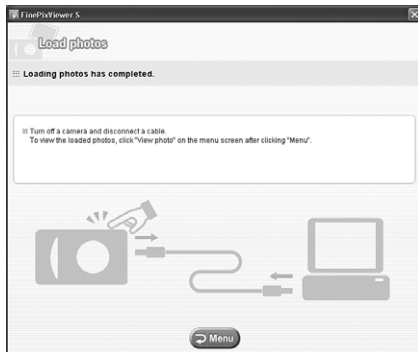 FinePixViewer S
Load photos
Loading photos has completed.
Turn off a camera and disconnect a cable.
To view the loaded photos, click "View photo" on the menu screen after clicking "Menu".
Menu